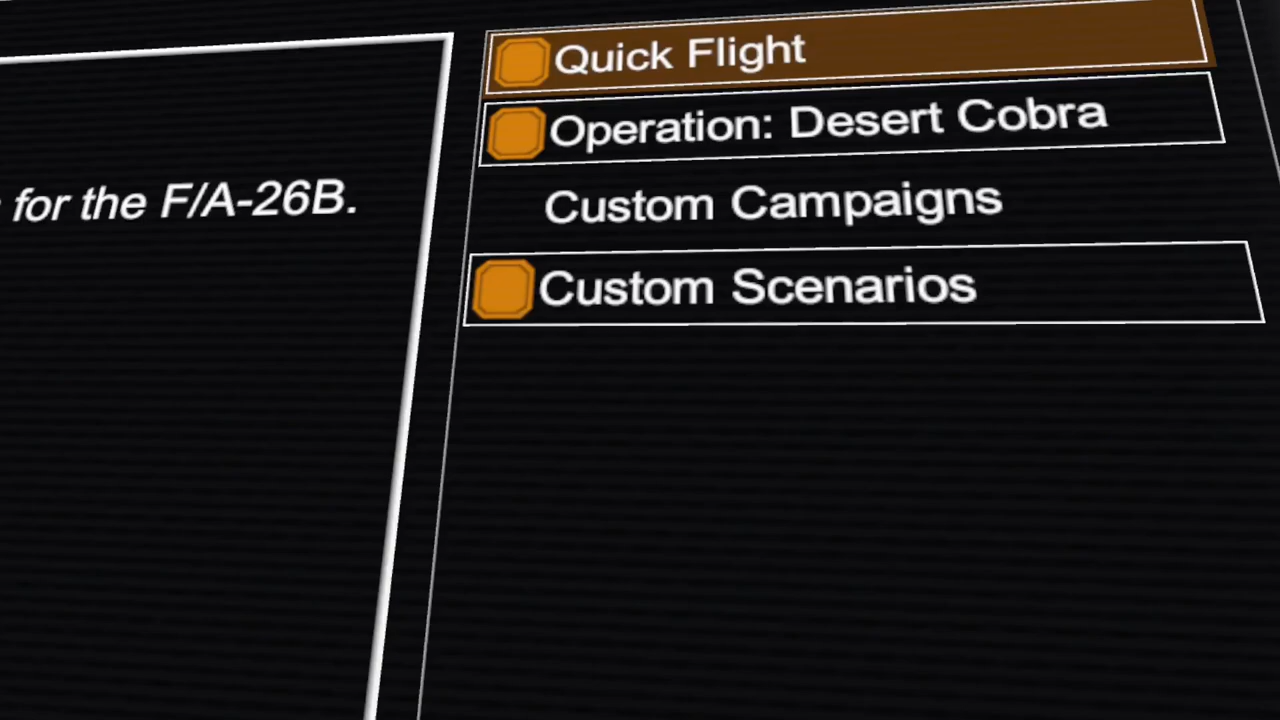 Quick Flight
Operation: Desert Cobra
for the F/A-26B.
Custom Campaigns
Custom Scenarios